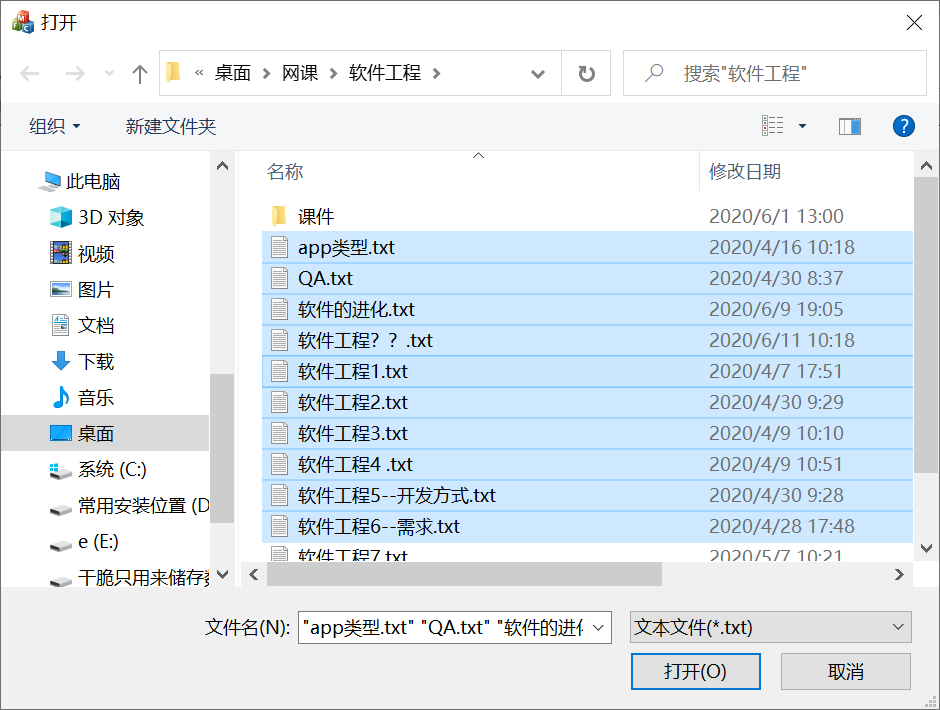 打开
« 桌面 > 网课 > 软件工程 >
搜索"软件工程"
组织
新建文件夹
?
此电脑
3D 对象
视频
图片
文档
下载
音乐
桌面
系统 (C:)
常用安装位置 (D
e (E:)
干脆只用来储存数
名称 修改日期
课件 2020/6/1 13:00
app类型.txt 2020/4/16 10:18
QA.txt 2020/4/30 8:37
软件的进化.txt 2020/6/9 19:05
软件工程？？.txt 2020/6/11 10:18
软件工程1.txt 2020/4/7 17:51
软件工程2.txt 2020/4/30 9:29
软件工程3.txt 2020/4/9 10:10
软件工程4 .txt 2020/4/9 10:51
软件工程5--开发方式.txt 2020/4/30 9:28
软件工程6--需求.txt 2020/4/28 17:48
软件工程7.txt 2020/5/7 10:21
文件名(N): "app类型.txt" "QA.txt" "软件的进化
文本文件(*.txt)
打开(O)
取消